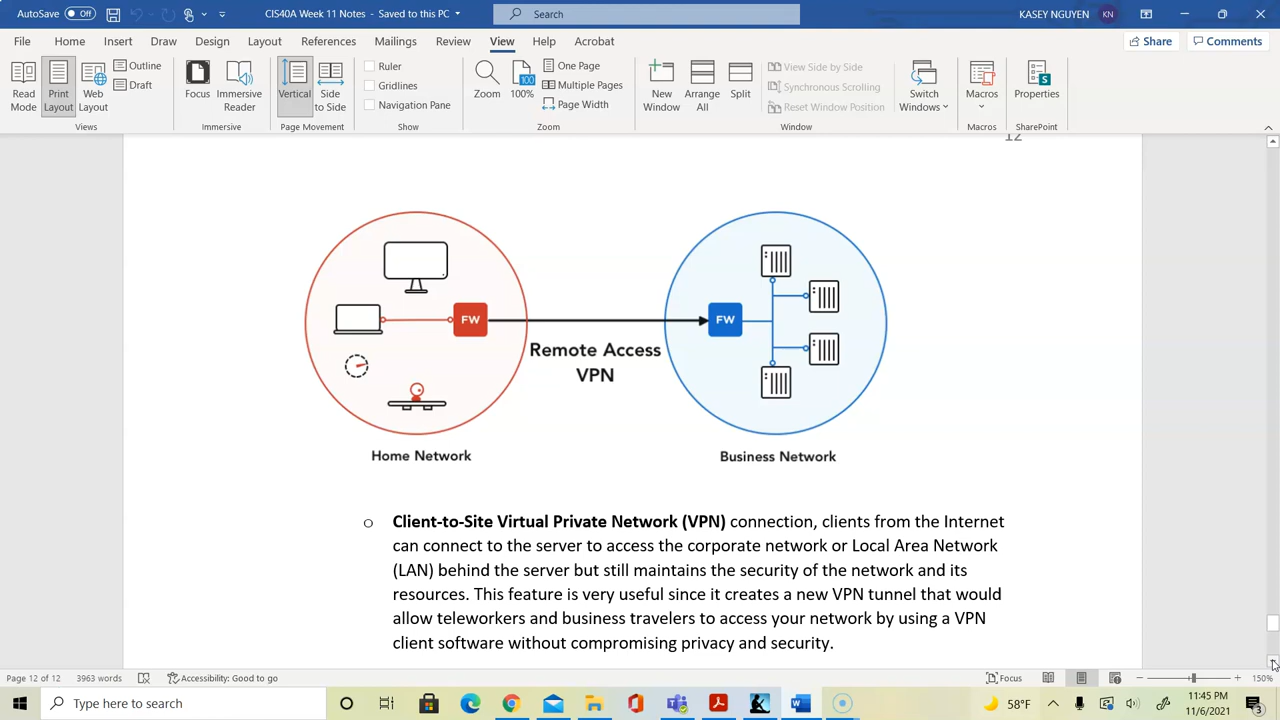 AutoSave Off CIS40A Week 11 Notes Search KASEY NGUYEN KN
File Home Insert Draw Design Layout References Mailings Review View Help Acrobat Share Comments
Read Mode Print Layout Web Layout Outline Draft Focus Immersive Reader Vertical Side to Side Ruler Gridlines Navigation Pane Zoom 100 100% One Page Multiple Pages Page Width New Window Arrange All Split View Side by Side Synchronous Scrolling Reset Window Position Switch Windows Macros Properties
Views Immersive Page Movement Show Zoom Window Macros SharePoint
12
FW FW
Remote Access
VPN
Home Network Business Network
o Client-to-Site Virtual Private Network (VPN) connection, clients from the Internet
can connect to the server to access the corporate network or Local Area Network
(LAN) behind the server but still maintains the security of the network and its
resources. This feature is very useful since it creates a new VPN tunnel that would
allow teleworkers and business travelers to access your network by using a VPN
client software without compromising privacy and security.
Page 12 of 12 3963 words Accessibility: Good to go Focus 150%
Type here to search 58°F 11:45 PM
11/6/2021 3